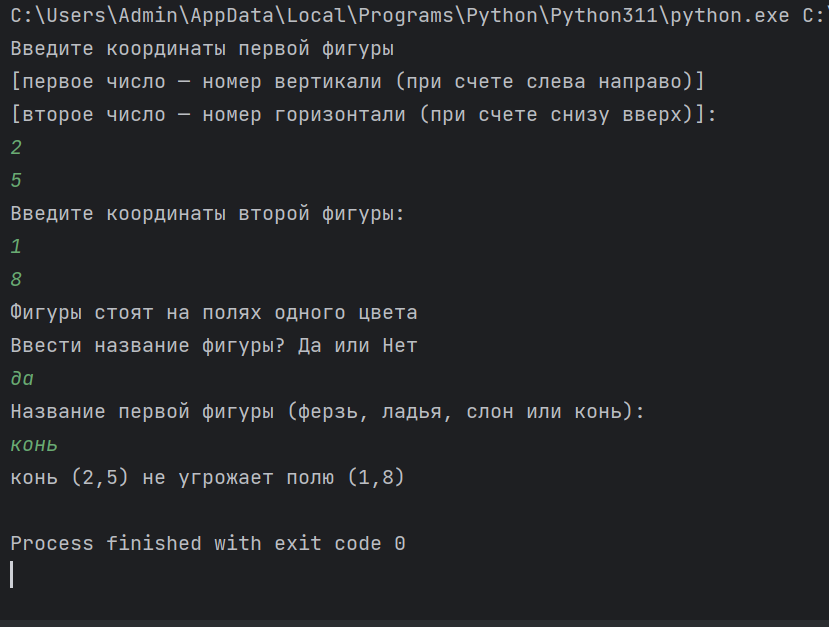 C:\Users\Admin\AppData\Local\Programs\Python\Python311\python.exe C:\
Введите координаты первой фигуры
[первое число — номер вертикали (при счете слева направо)]
[второе число — номер горизонтали (при счете снизу вверх)]:
2
5
Введите координаты второй фигуры:
1
8
Фигуры стоят на полях одного цвета
Ввести название фигуры? Да или Нет
да
Название первой фигуры (ферзь, ладья, слон или конь):
конь
конь (2,5) не угрожает полю (1,8)
Process finished with exit code 0